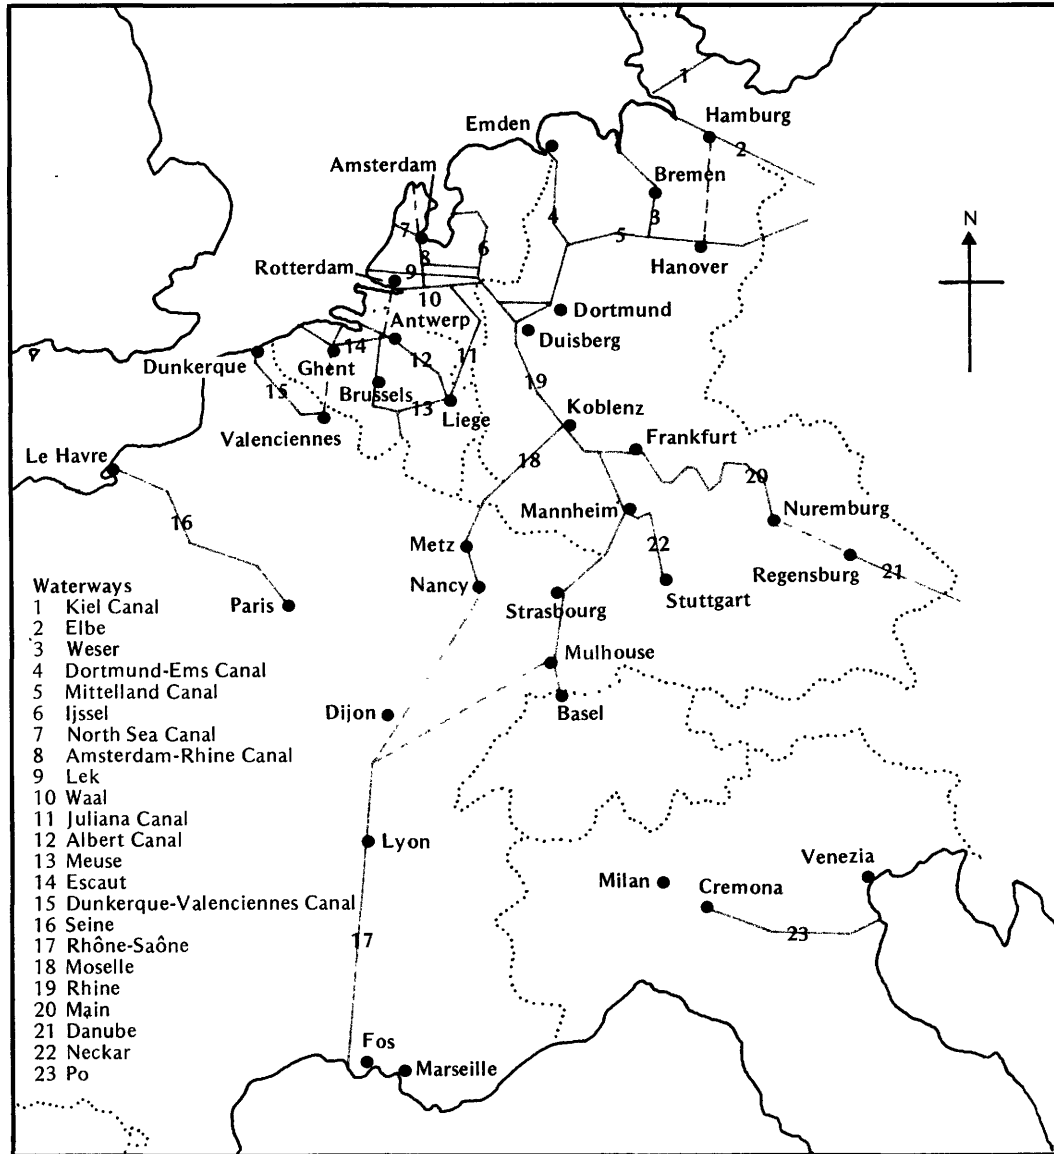 1
Hamburg
Emden
2
Amsterdam
Bremen
3
4
7
5
N
8
6
Hanover
Rotterdam
9
10
Dortmund
Antwerp
Duisberg
14
12
11
Dunkerque
Ghent
15
Brussels
19
13
Liege
Koblenz
Valenciennes
Frankfurt
Le Havre
18
20
Mannheim
Nuremburg
16
Metz
22
Regensburg
21
Nancy
Strasbourg
Stuttgart
Paris
Mulhouse
Dijon
Basel
Lyon
Venezia
Milan
Cremona
23
17
Fos
Marseille
Waterways
1 Kiel Canal
2 Elbe
3 Weser
4 Dortmund-Ems Canal
5 Mittelland Canal
6 Ijssel
7 North Sea Canal
8 Amsterdam-Rhine Canal
9 Lek
10 Waal
11 Juliana Canal
12 Albert Canal
13 Meuse
14 Escaut
15 Dunkerque-Valenciennes Canal
16 Seine
17 Rhône-Saône
18 Moselle
19 Rhine
20 Main
21 Danube
22 Neckar
23 Po